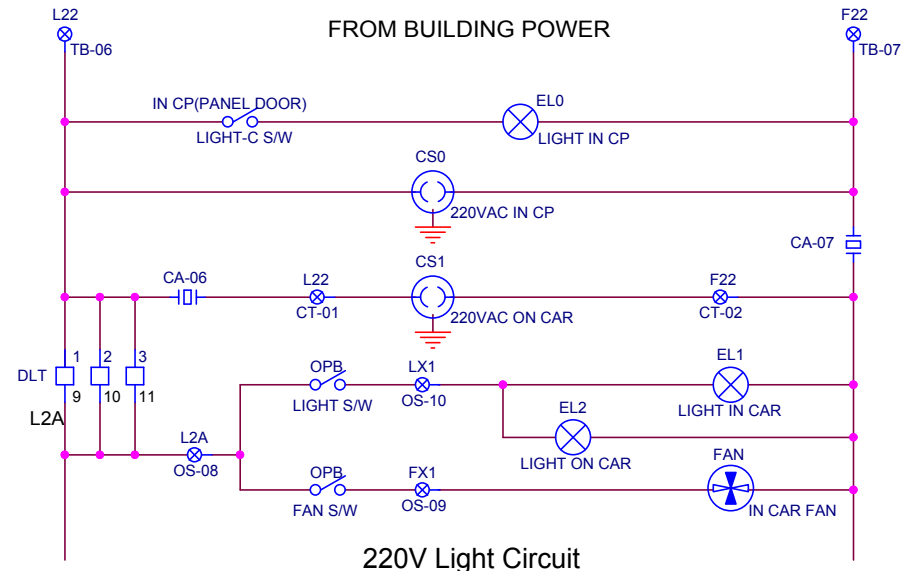 L22
F22
FROM BUILDING POWER
TB-06
TB-07
IN CP(PANEL DOOR)
EL0
LIGHT-C S/W
LIGHT IN CP
CS0
220VAC IN CP
CA-07
CS1
CA-06
L22
F22
CT-01
220VAC ON CAR
CT-02
1
2
3
DLT
9
10
11
L2A
OPB
LX1
EL1
LIGHT S/W
OS-10
EL2
LIGHT IN CAR
L2A
LIGHT ON CAR
OS-08
OPB
FX1
FAN
FAN S/W
OS-09
IN CAR FAN
220V Light Circuit